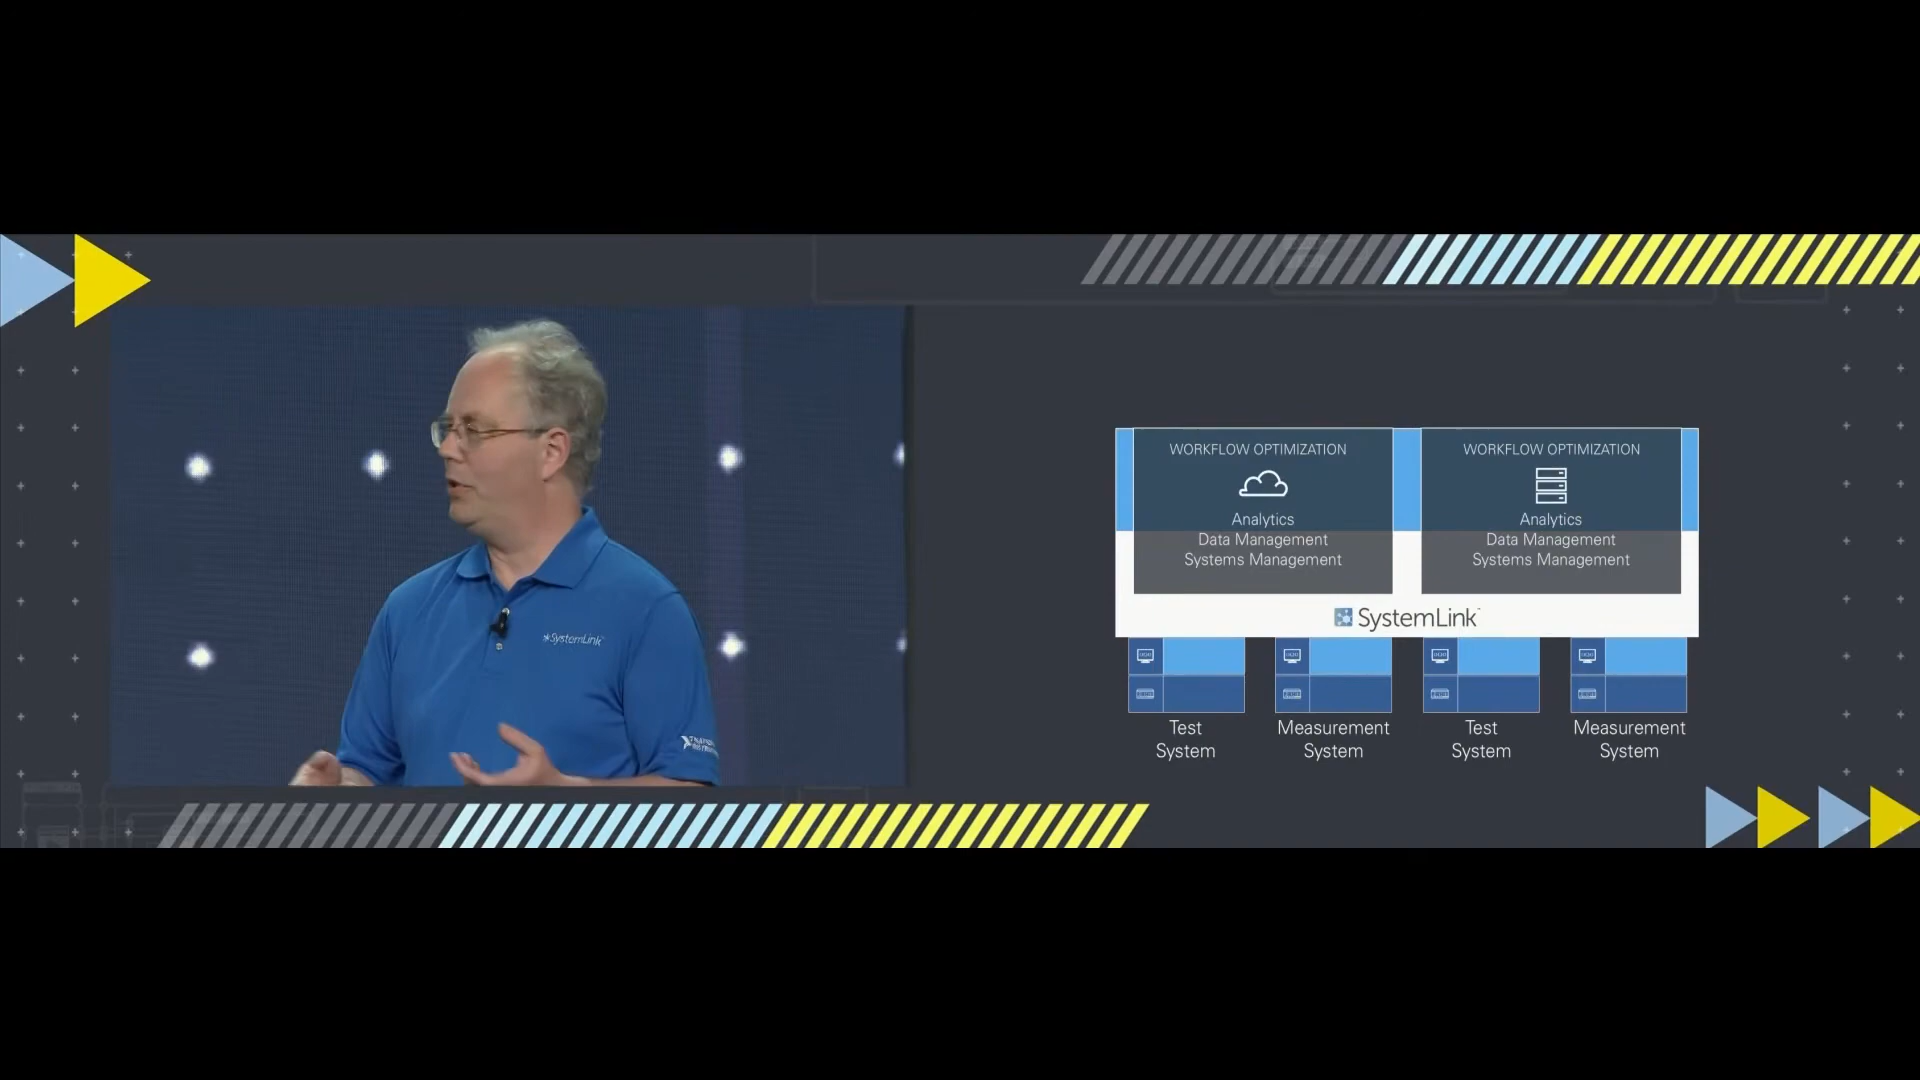 WORKFLOW OPTIMIZATION
Analytics
Data Management
Systems Management
WORKFLOW OPTIMIZATION
Analytics
Data Management
Systems Management
SystemLink™
Test
System
Measurement
System
Test
System
Measurement
System
SystemLink